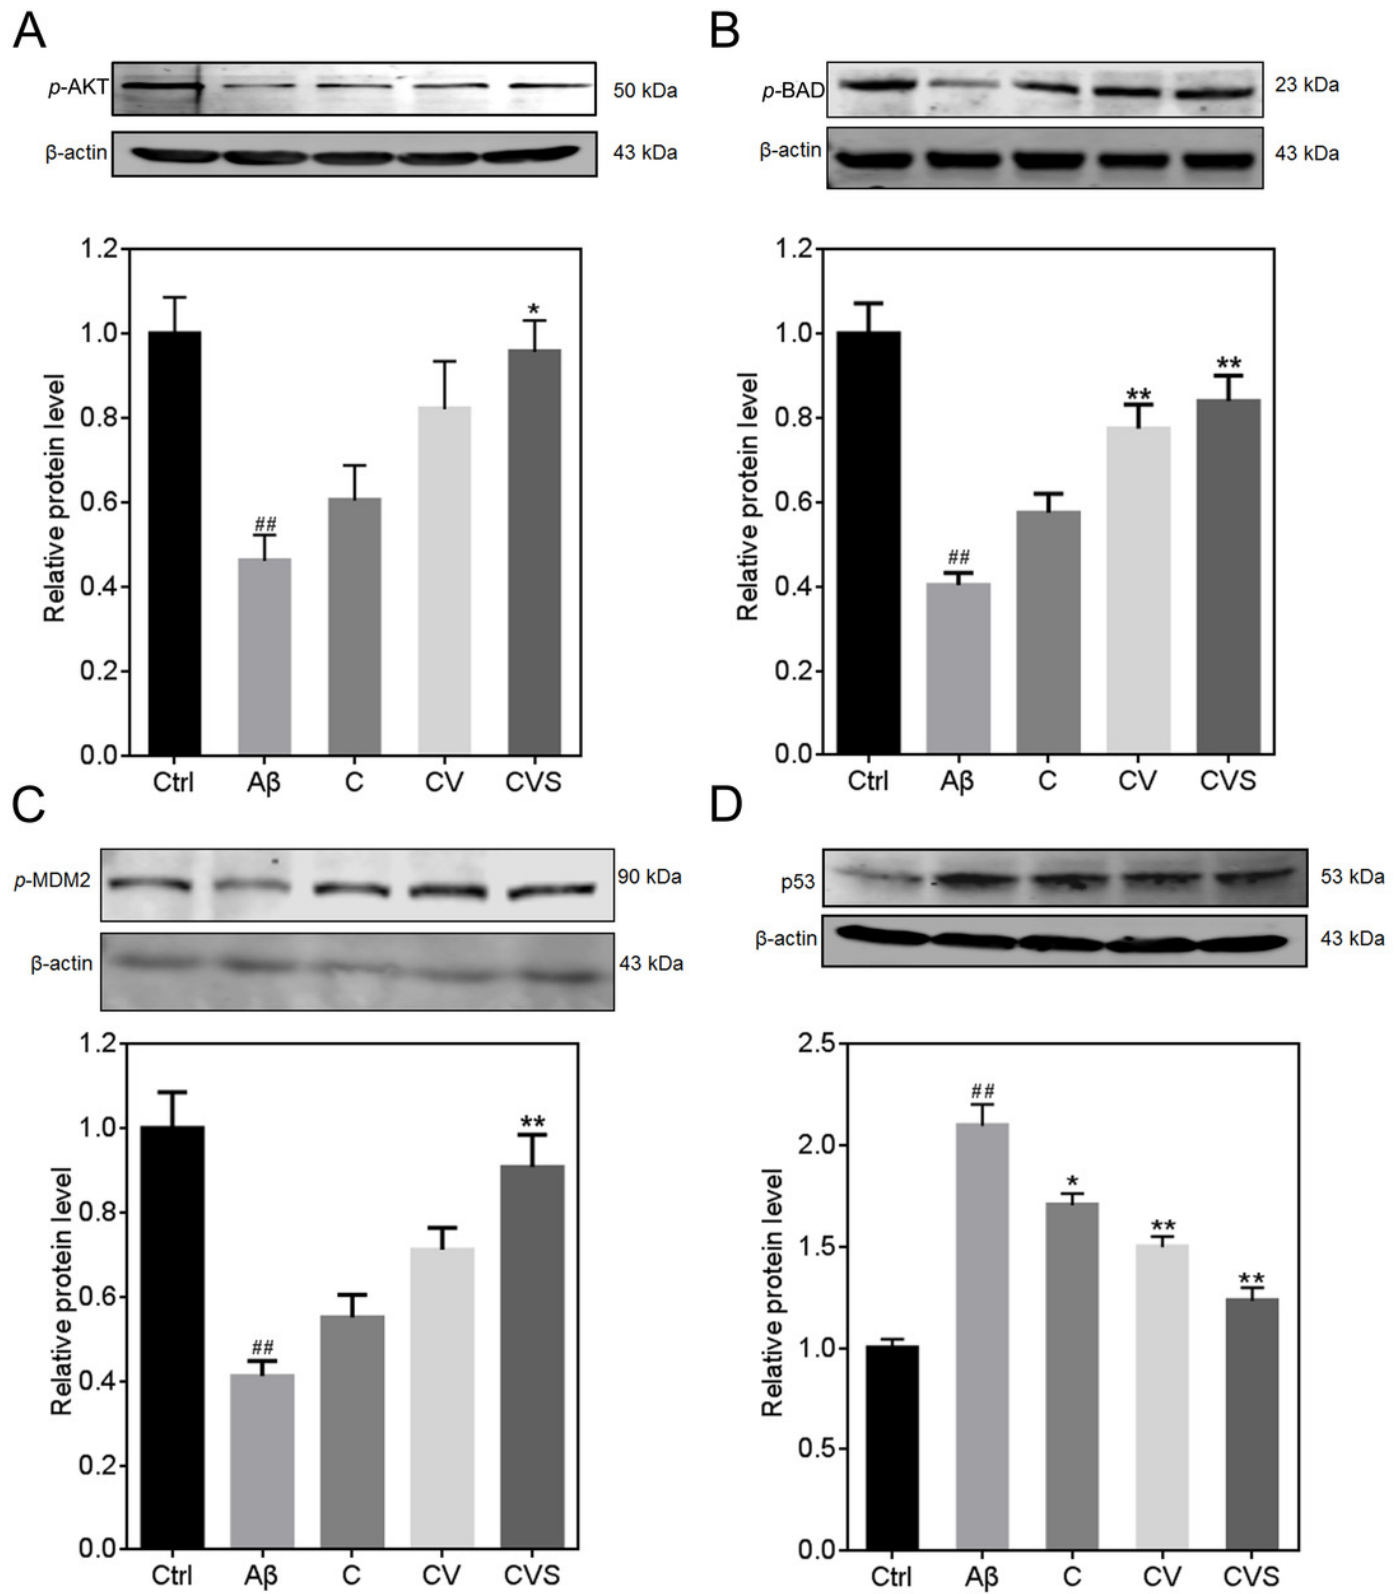 A
p-AKT
50 kDa
β-actin
43 kDa
Relative protein level
1.2
1.0
0.8
0.6
0.4
0.2
0.0
##
*
Ctrl Aβ C CV CVS
B
p-BAD
23 kDa
β-actin
43 kDa
Relative protein level
1.2
1.0
0.8
0.6
0.4
0.2
0.0
##
**
**
Ctrl Aβ C CV CVS
C
p-MDM2
90 kDa
β-actin
43 kDa
Relative protein level
1.2
1.0
0.8
0.6
0.4
0.2
0.0
##
**
Ctrl Aβ C CV CVS
D
p53
53 kDa
β-actin
43 kDa
Relative protein level
2.5
2.0
1.5
1.0
0.5
0.0
##
*
**
**
Ctrl Aβ C CV CVS